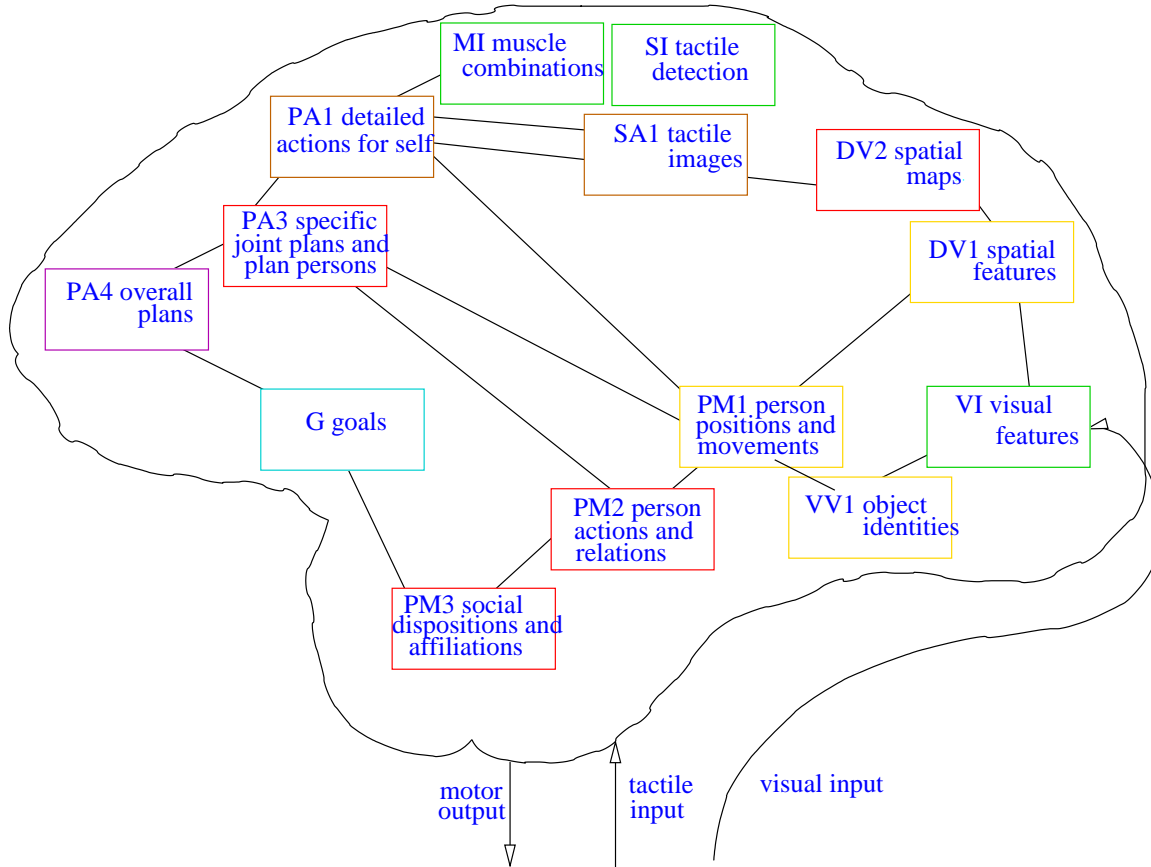 MI muscle
combinations
SI tactile
detection
PA1 detailed
actions for self
SA1 tactile
images
DV2 spatial
maps
PA3 specific
joint plans and
plan persons
DV1 spatial
features
PA4 overall
plans
G goals
PM1 person
positions and
movements
VI visual
features
PM2 person
actions and
relations
VV1 object
identities
PM3 social
dispositions and
affiliations
motor
output
tactile
input
visual input